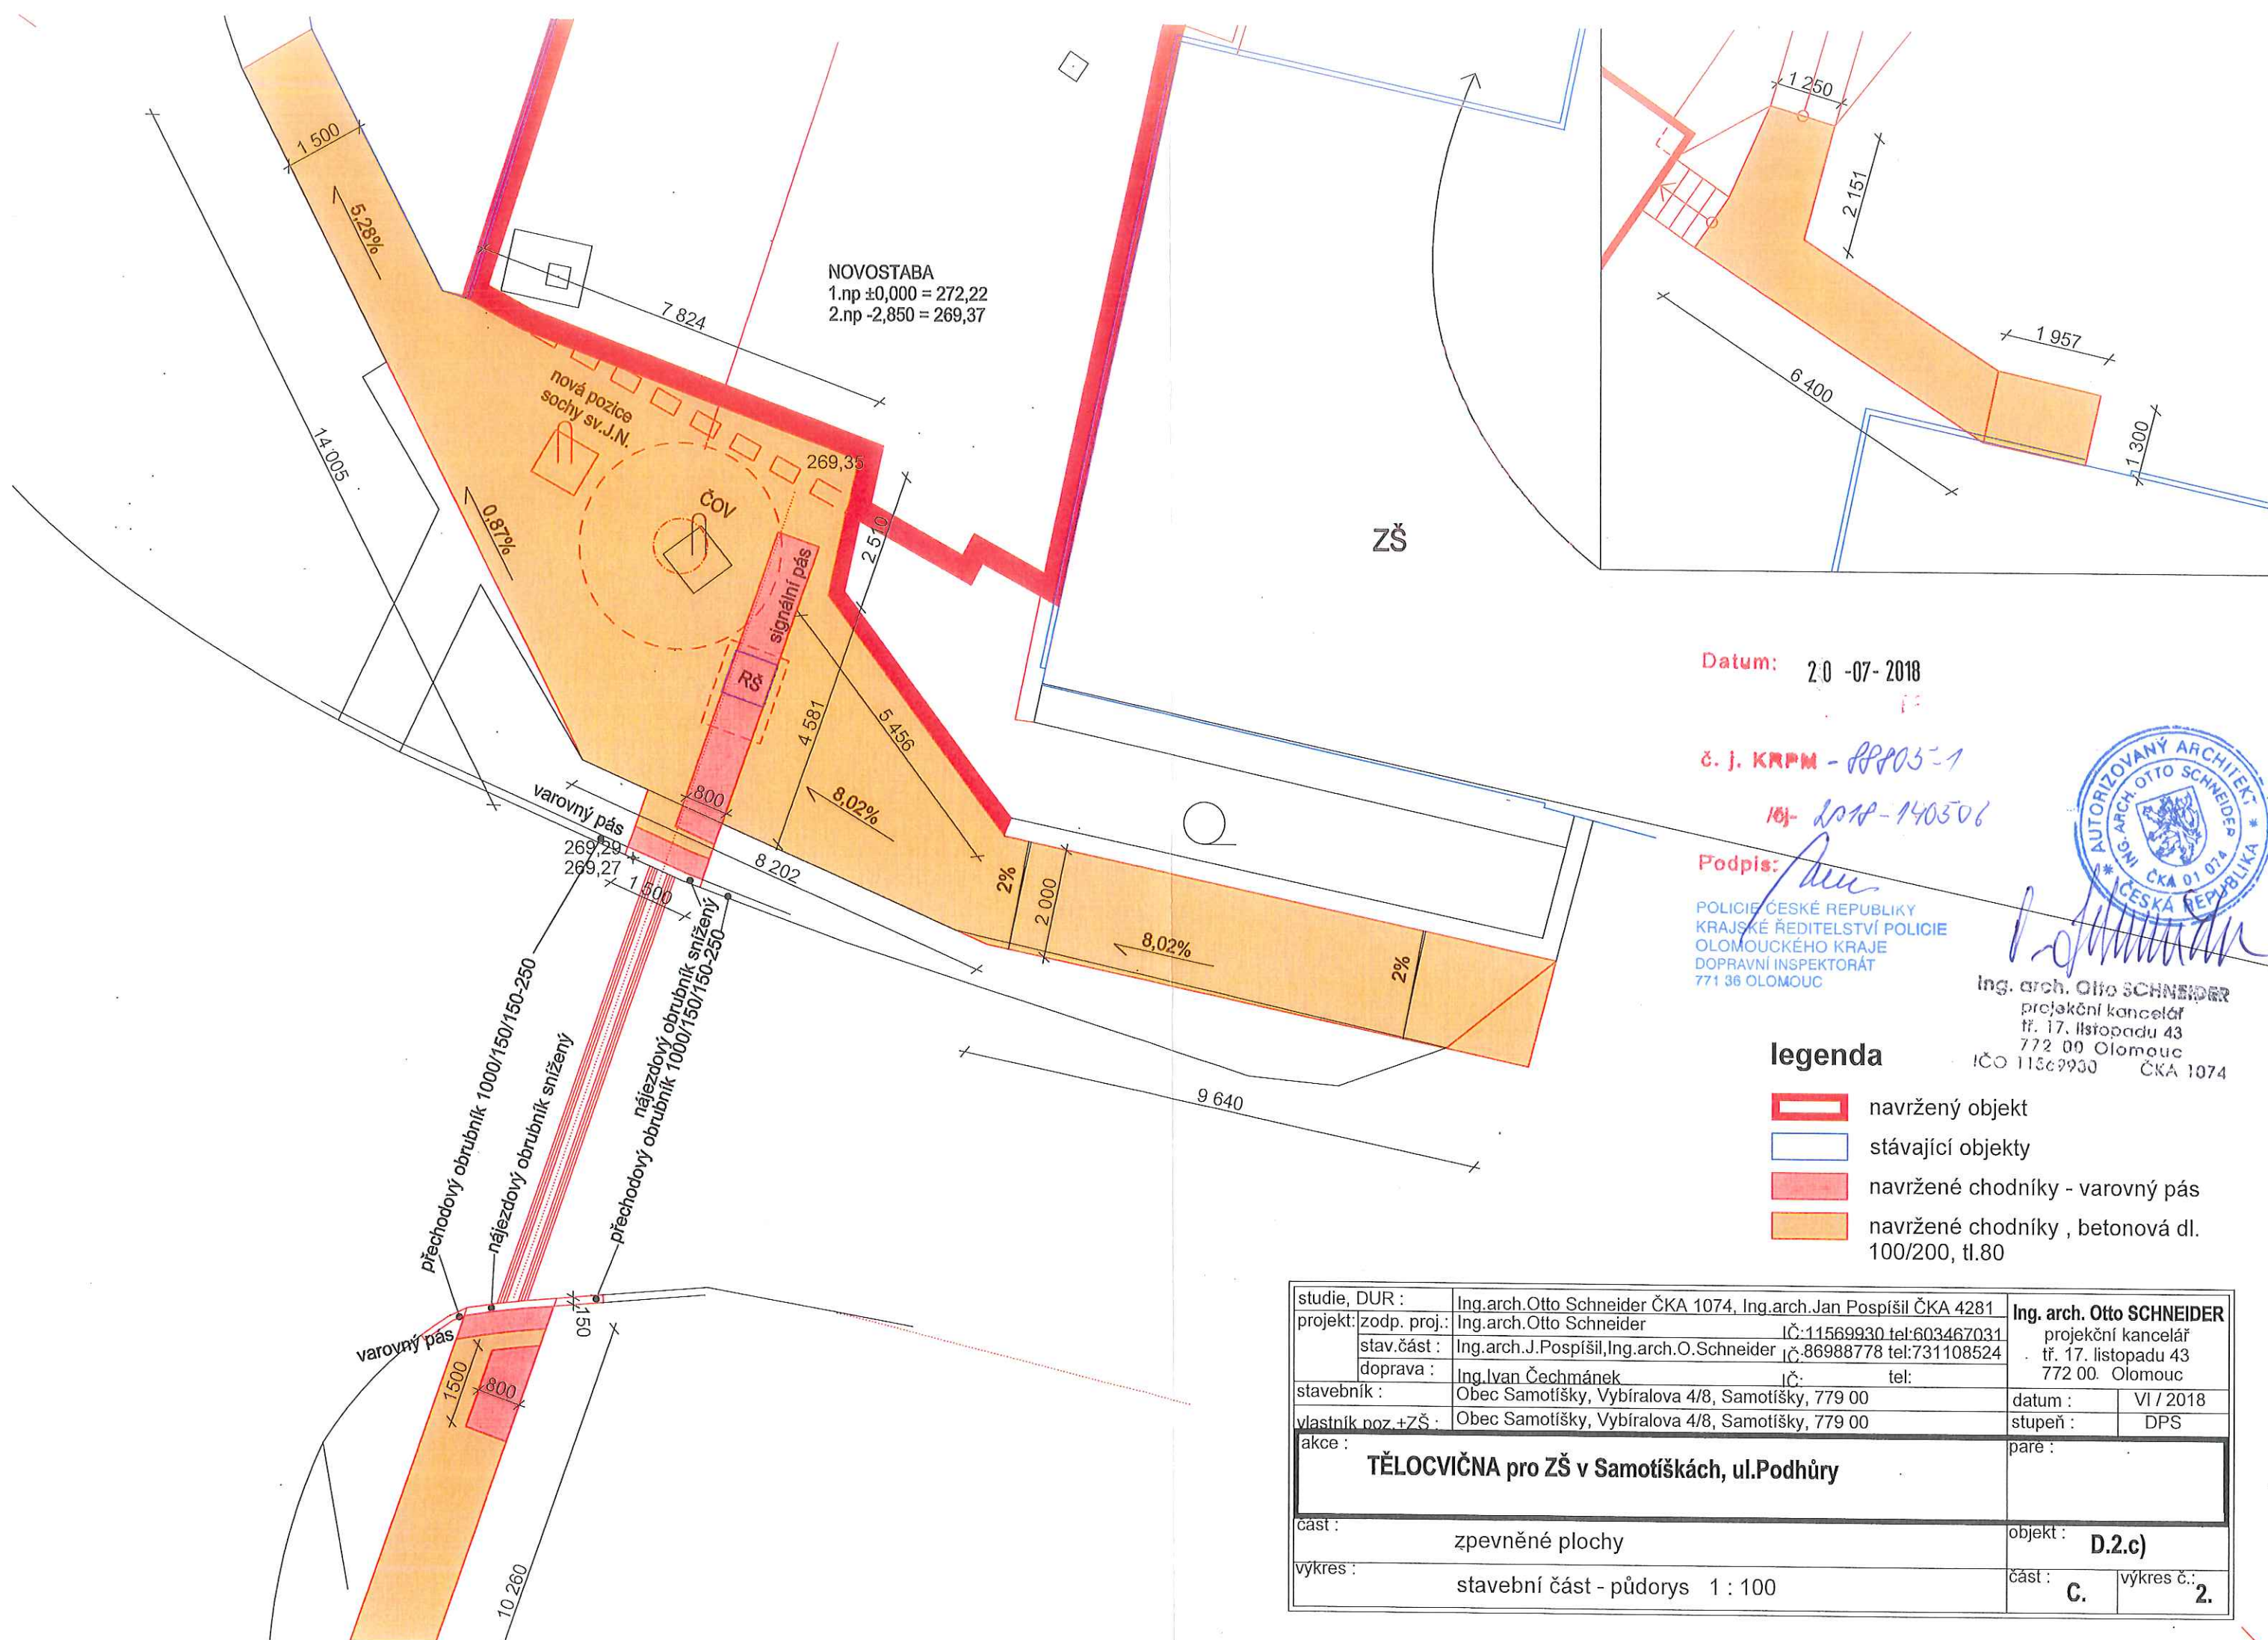 1 500
5,28%
14 005
0,87%
7 824
NOVOSTABA
1.np ±0,000 = 272,22
2.np -2,850 = 269,37
nová pozice
sochy sv.J.N.
269,35
ČOV
2 510
signální pás
RŠ
4 581
5 456
8,02%
800
varovný pás
269,29
269,27
1 500
8 202
2%
2 000
8,02%
2%
9 640
ZŠ
1 250
2 151
6 400
1 957
1 300
přechodový obrubník 1000/150/150-250
nájezdový obrubník snížený
nájezdový obrubník snížený
přechodový obrubník 1000/150/150-250
varovný pás
150
1500
800
10 260
Datum: 20 -07- 2018
č. j. KRPM - 88805-1
/čj- 2018-140506
Podpis:
POLICIE ČESKÉ REPUBLIKY
KRAJSKÉ ŘEDITELSTVÍ POLICIE
OLOMOUCKÉHO KRAJE
DOPRAVNÍ INSPEKTORÁT
771 36 OLOMOUC
* AUTORIZOVANÝ ARCHITEKT * ČESKÁ REPUBLIKA
ING. ARCH. OTTO SCHNEIDER
ČKA 01 074
Ing. arch. Otto SCHNEIDER
projekční kancelář
tř. 17. listopadu 43
772 00 Olomouc
IČO 11569930 ČKA 1074
legenda
navržený objekt
stávající objekty
navržené chodníky - varovný pás
navržené chodníky , betonová dl.
100/200, tl.80
studie, DUR : Ing.arch.Otto Schneider ČKA 1074, Ing.arch.Jan Pospíšil ČKA 4281
projekt: zodp. proj.: Ing.arch.Otto Schneider IČ:11569930 tel:603467031
stav.část : Ing.arch.J.Pospíšil,Ing.arch.O.Schneider IČ:86988778 tel:731108524
doprava : Ing.Ivan Čechmánek IČ: tel:
stavebník : Obec Samotíšky, Vybíralova 4/8, Samotíšky, 779 00
vlastník poz.+ZŠ : Obec Samotíšky, Vybíralova 4/8, Samotíšky, 779 00
Ing. arch. Otto SCHNEIDER
projekční kancelář
tř. 17. listopadu 43
772 00. Olomouc
datum : VI / 2018
stupeň : DPS
akce :
TĚLOCVIČNA pro ZŠ v Samotíškách, ul.Podhůry
paré :
část :
zpevněné plochy
objekt :
D.2.c)
výkres :
stavební část - půdorys 1 : 100
část :
C.
výkres č.:
2.